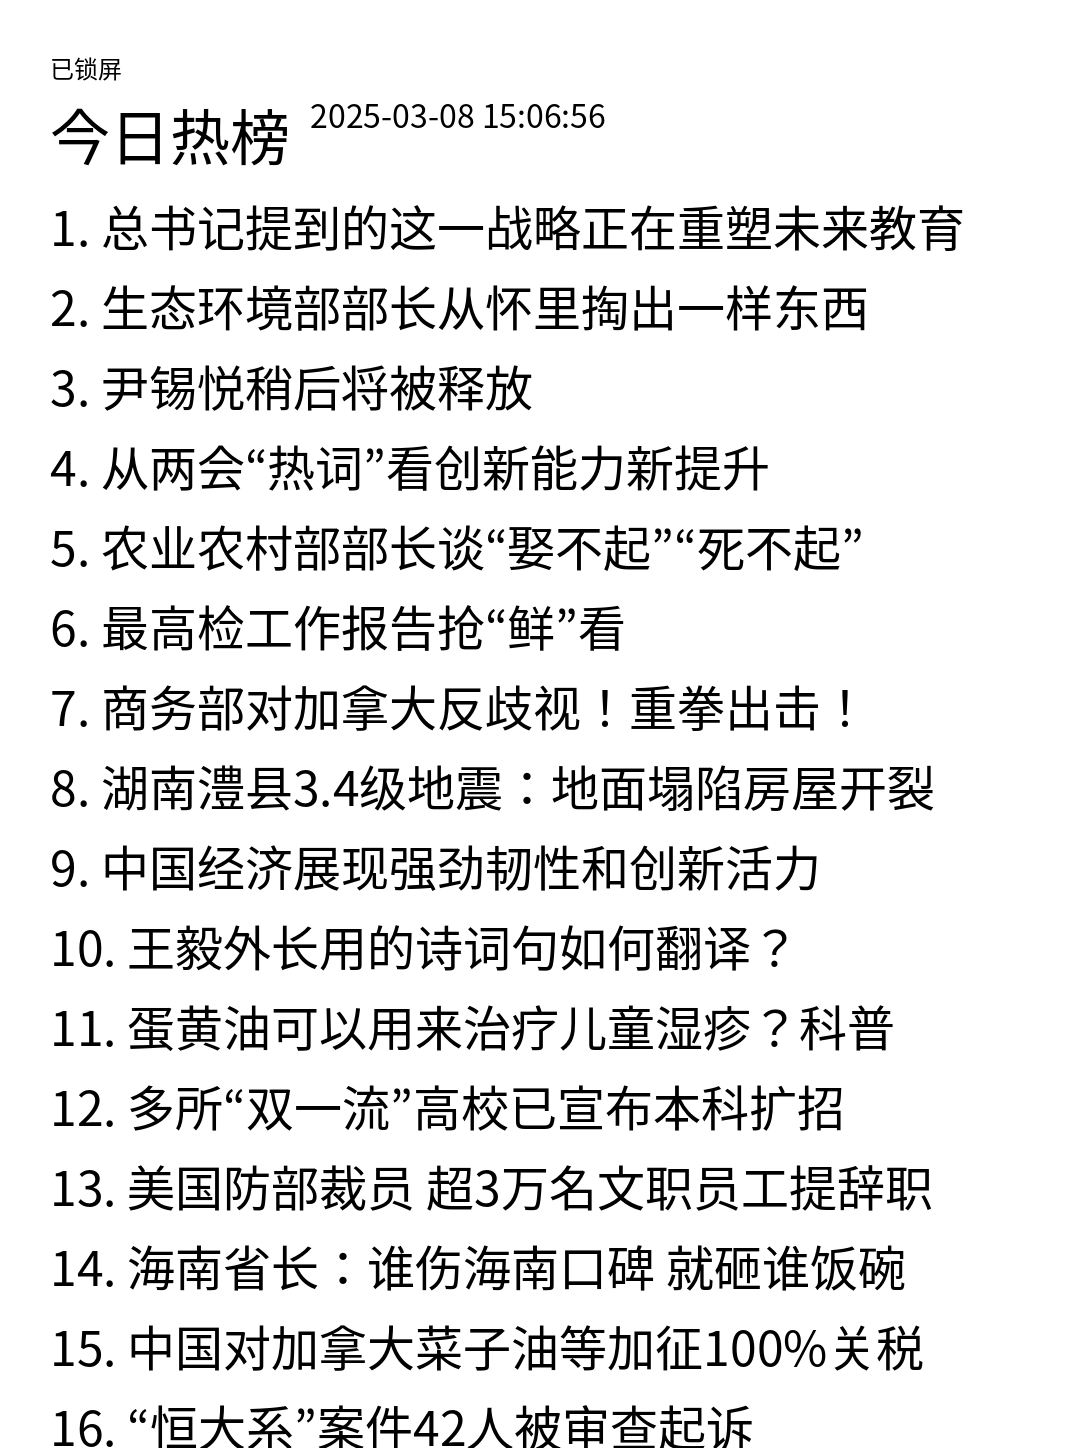 已锁屏
今日热榜 2025-03-08 15:06:56
1. 总书记提到的这一战略正在重塑未来教育
2. 生态环境部部长从怀里掏出一样东西
3. 尹锡悦稍后将被释放
4. 从两会“热词”看创新能力新提升
5. 农业农村部部长谈“娶不起”“死不起”
6. 最高检工作报告抢“鲜”看
7. 商务部对加拿大反歧视！重拳出击！
8. 湖南澧县3.4级地震：地面塌陷房屋开裂
9. 中国经济展现强劲韧性和创新活力
10. 王毅外长用的诗词句如何翻译？
11. 蛋黄油可以用来治疗儿童湿疹？科普
12. 多所“双一流”高校已宣布本科扩招
13. 美国防部裁员 超3万名文职员工提辞职
14. 海南省长：谁伤海南口碑 就砸谁饭碗
15. 中国对加拿大菜子油等加征100%关税
16. “恒大系”案件42人被审查起诉